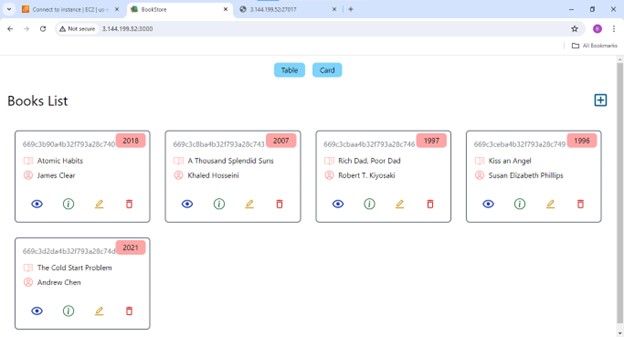 Connect to instance | EC2 | us-e
BookStore
3.144.199.52:27017
Not secure 3.144.199.52:3000
All Bookmarks
Table Card
Books List
669c3b90a4b32f793a28c740 2018
Atomic Habits
James Clear
669c3c8ba4b32f793a28c743 2007
A Thousand Splendid Suns
Khaled Hosseini
669c3cbaa4b32f793a28c746 1997
Rich Dad, Poor Dad
Robert T. Kiyosaki
669c3ceba4b32f793a28c749 1996
Kiss an Angel
Susan Elizabeth Phillips
669c3d2da4b32f793a28c74d 2021
The Cold Start Problem
Andrew Chen